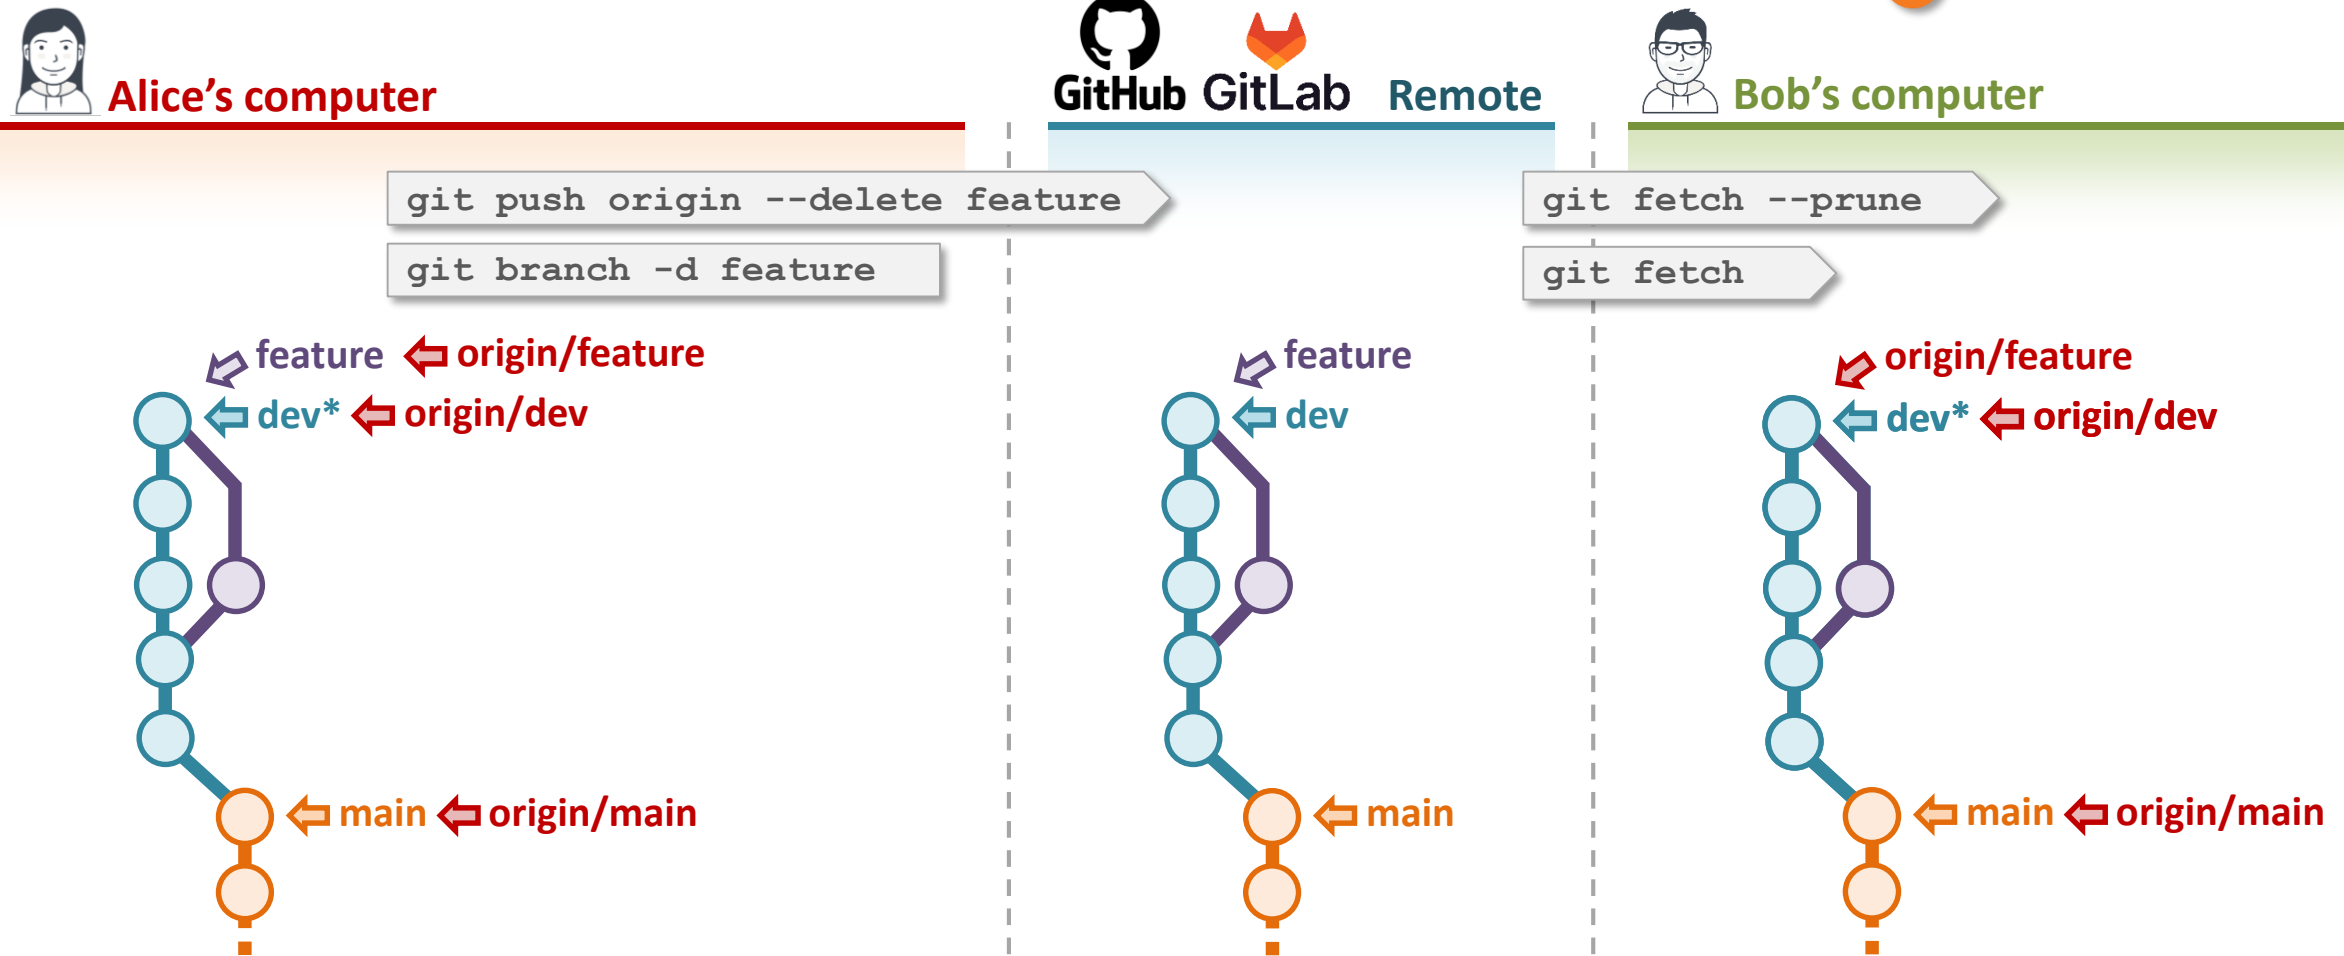 Alice's computer
GitHub GitLab Remote
Bob's computer
git push origin --delete feature
git branch -d feature
git fetch --prune
git fetch
feature origin/feature
dev* origin/dev
main origin/main
feature
dev
main
origin/feature
dev* origin/dev
main origin/main